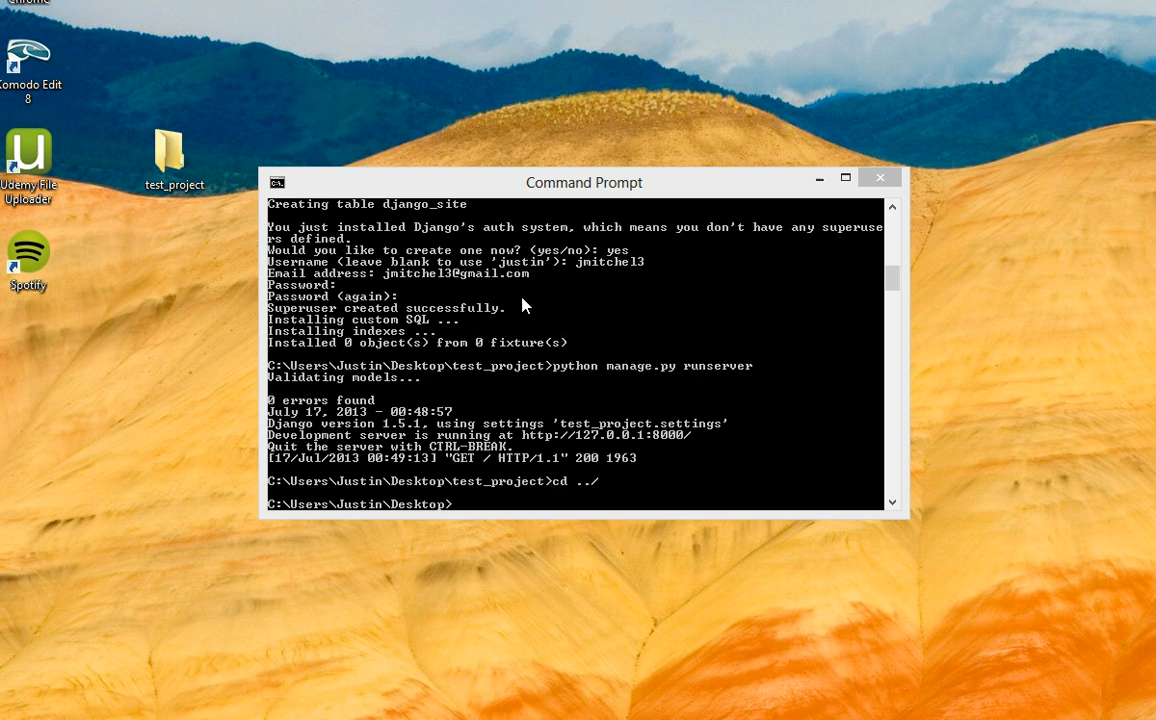 Chrome
Komodo Edit
8
Udemy File
Uploader
Spotify
test_project
Command Prompt
Creating table django_site
You just installed Django's auth system, which means you don't have any superuse
rs defined.
Would you like to create one now? (yes/no): yes
Username (leave blank to use 'justin'): jmitchel3
Email address: jmitchel3@gmail.com
Password:
Password (again):
Superuser created successfully.
Installing custom SQL ...
Installing indexes ...
Installed 0 object(s) from 0 fixture(s)
C:\Users\Justin\Desktop\test_project>python manage.py runserver
Validating models...
0 errors found
July 17, 2013 - 00:48:57
Django version 1.5.1, using settings 'test_project.settings'
Development server is running at http://127.0.0.1:8000/
Quit the server with CTRL-BREAK.
[17/Jul/2013 00:49:13] "GET / HTTP/1.1" 200 1963
C:\Users\Justin\Desktop\test_project>cd ../
C:\Users\Justin\Desktop>